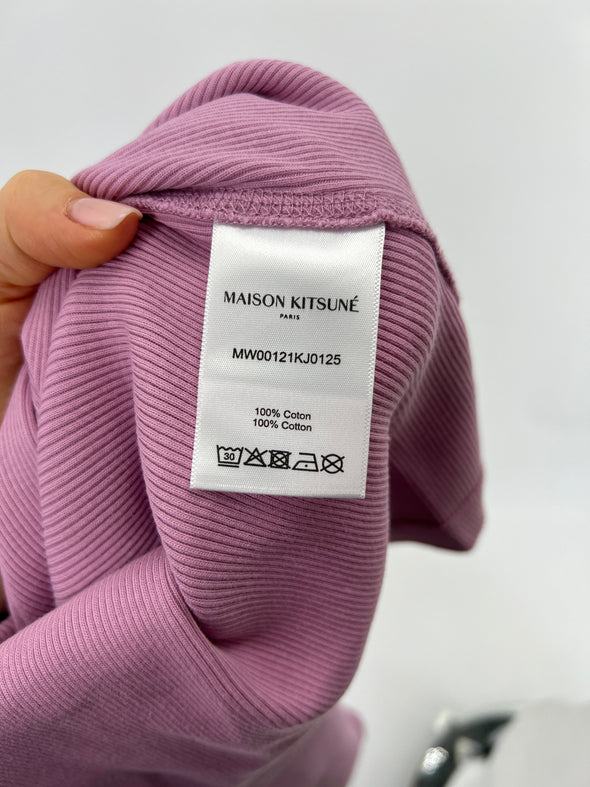 MAISON KITSUNÉ
PARIS
MW00121KJ0125
100% Coton
100% Cotton
30